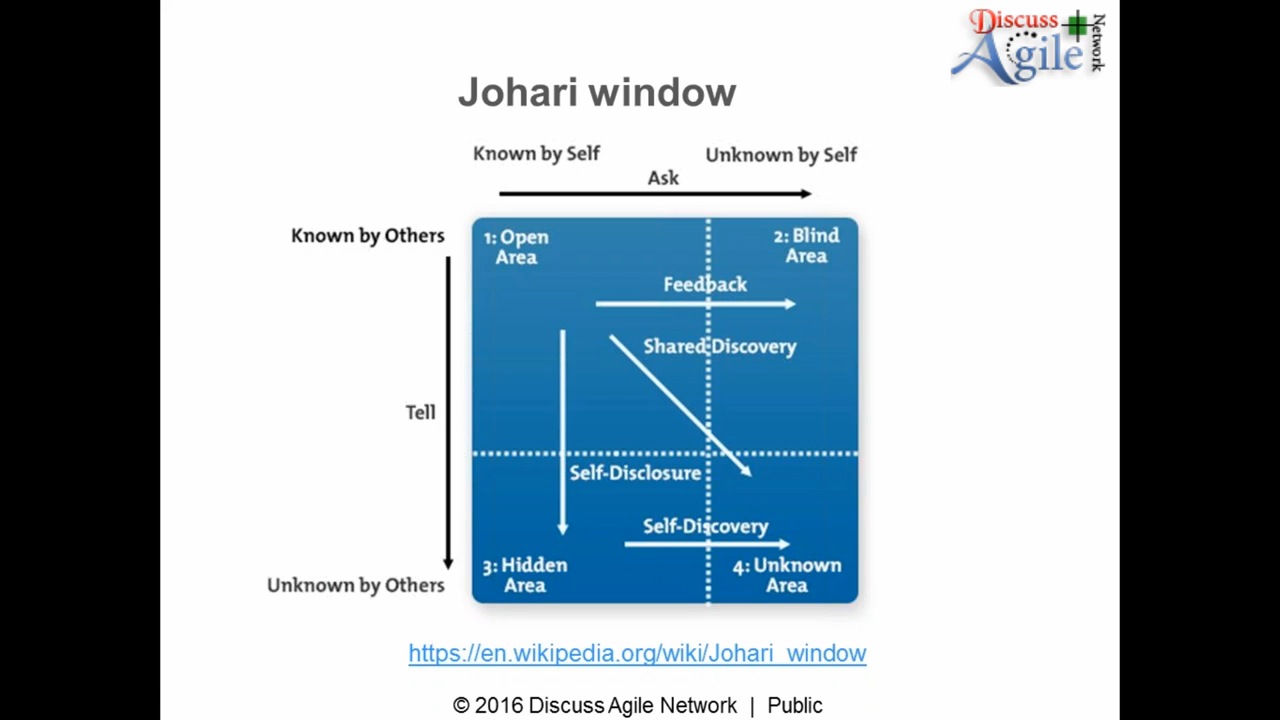 Discuss
Agile
Network
Johari window
Known by Self
Unknown by Self
Ask
Known by Others
1: Open
Area
2: Blind
Area
Feedback
Shared Discovery
Tell
Self-Disclosure
Self-Discovery
3: Hidden
Area
4: Unknown
Area
Unknown by Others
https://en.wikipedia.org/wiki/Johari_window
© 2016 Discuss Agile Network | Public